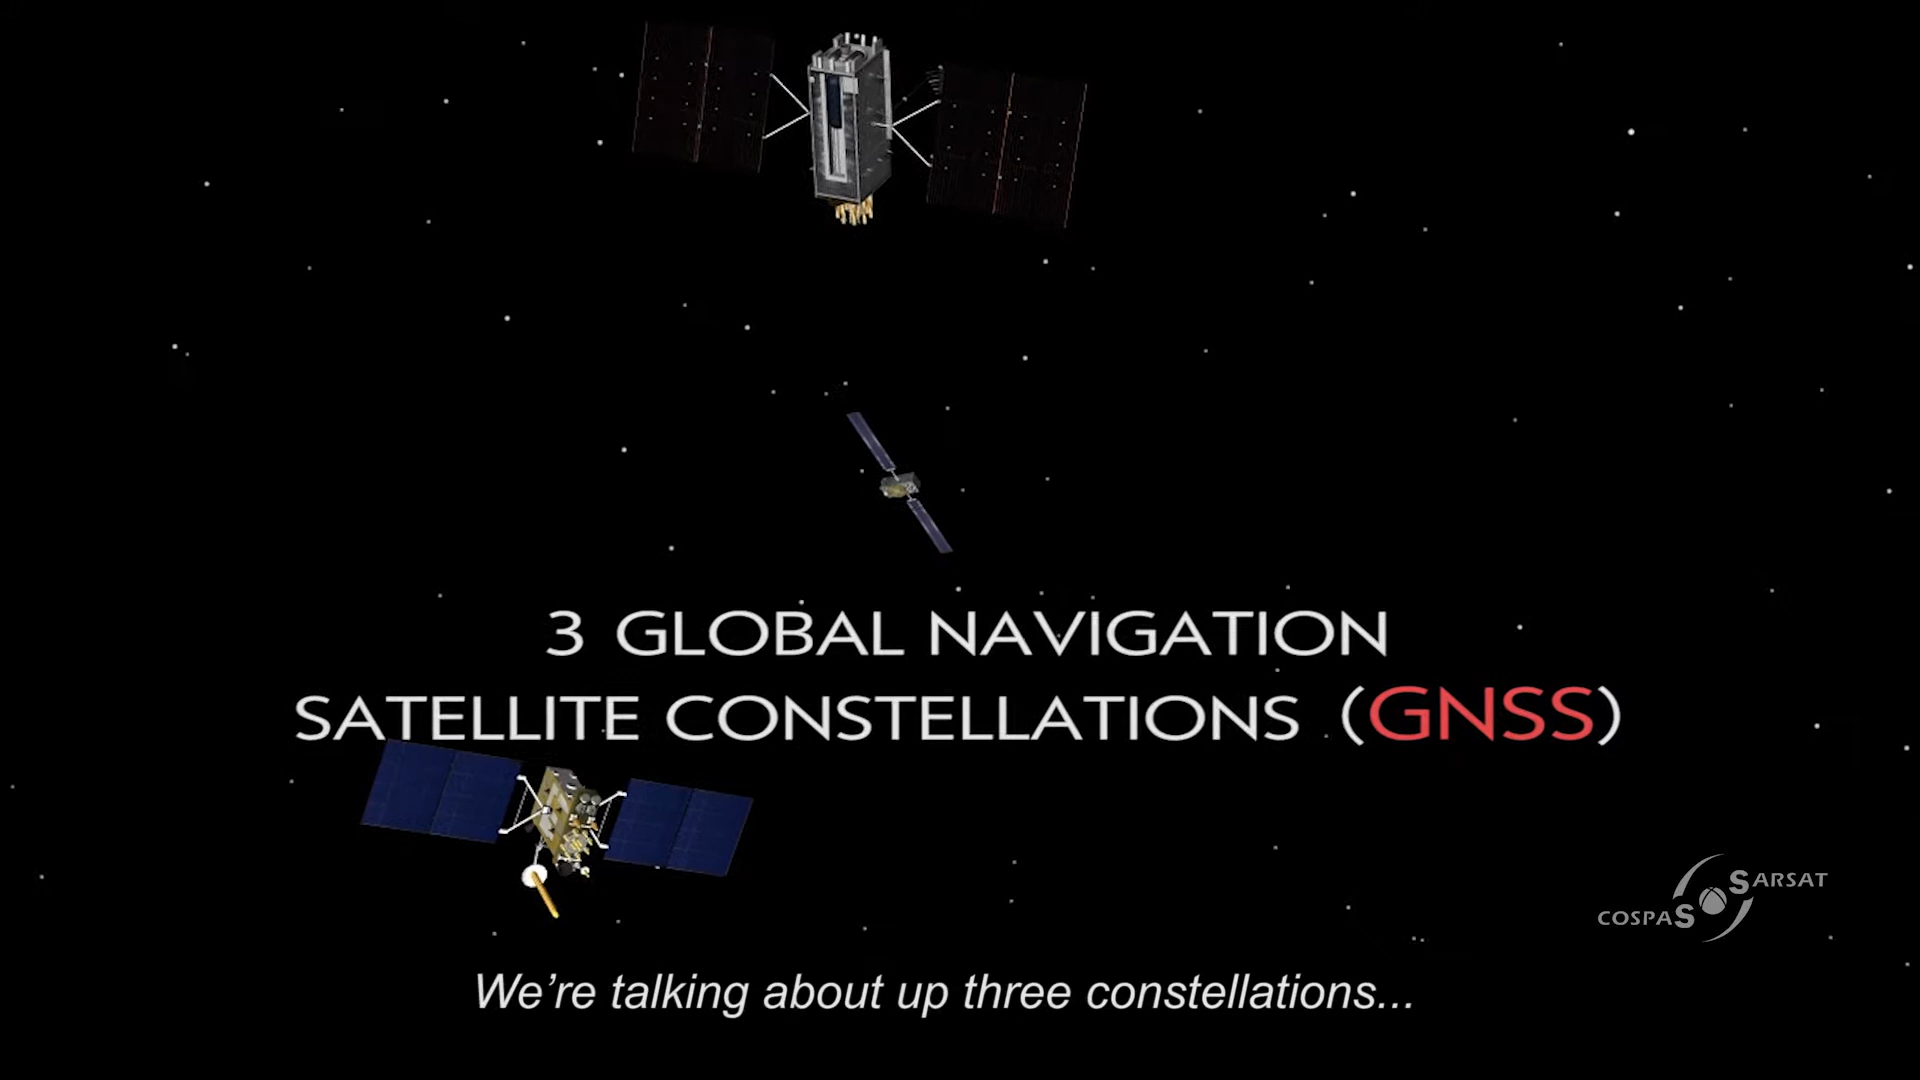 3 GLOBAL NAVIGATION
SATELLITE CONSTELLATIONS (GNSS)
COSPAS SARSAT
We’re talking about up three constellations...